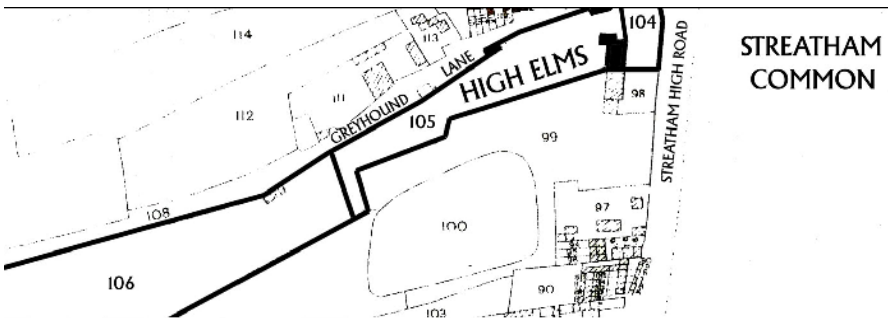 104
114
113
STREATHAM
COMMON
HIGH ELMS
GREYHOUND LANE
STREATHAM HIGH ROAD
111
98
112
105
99
97
108
100
106
90
103